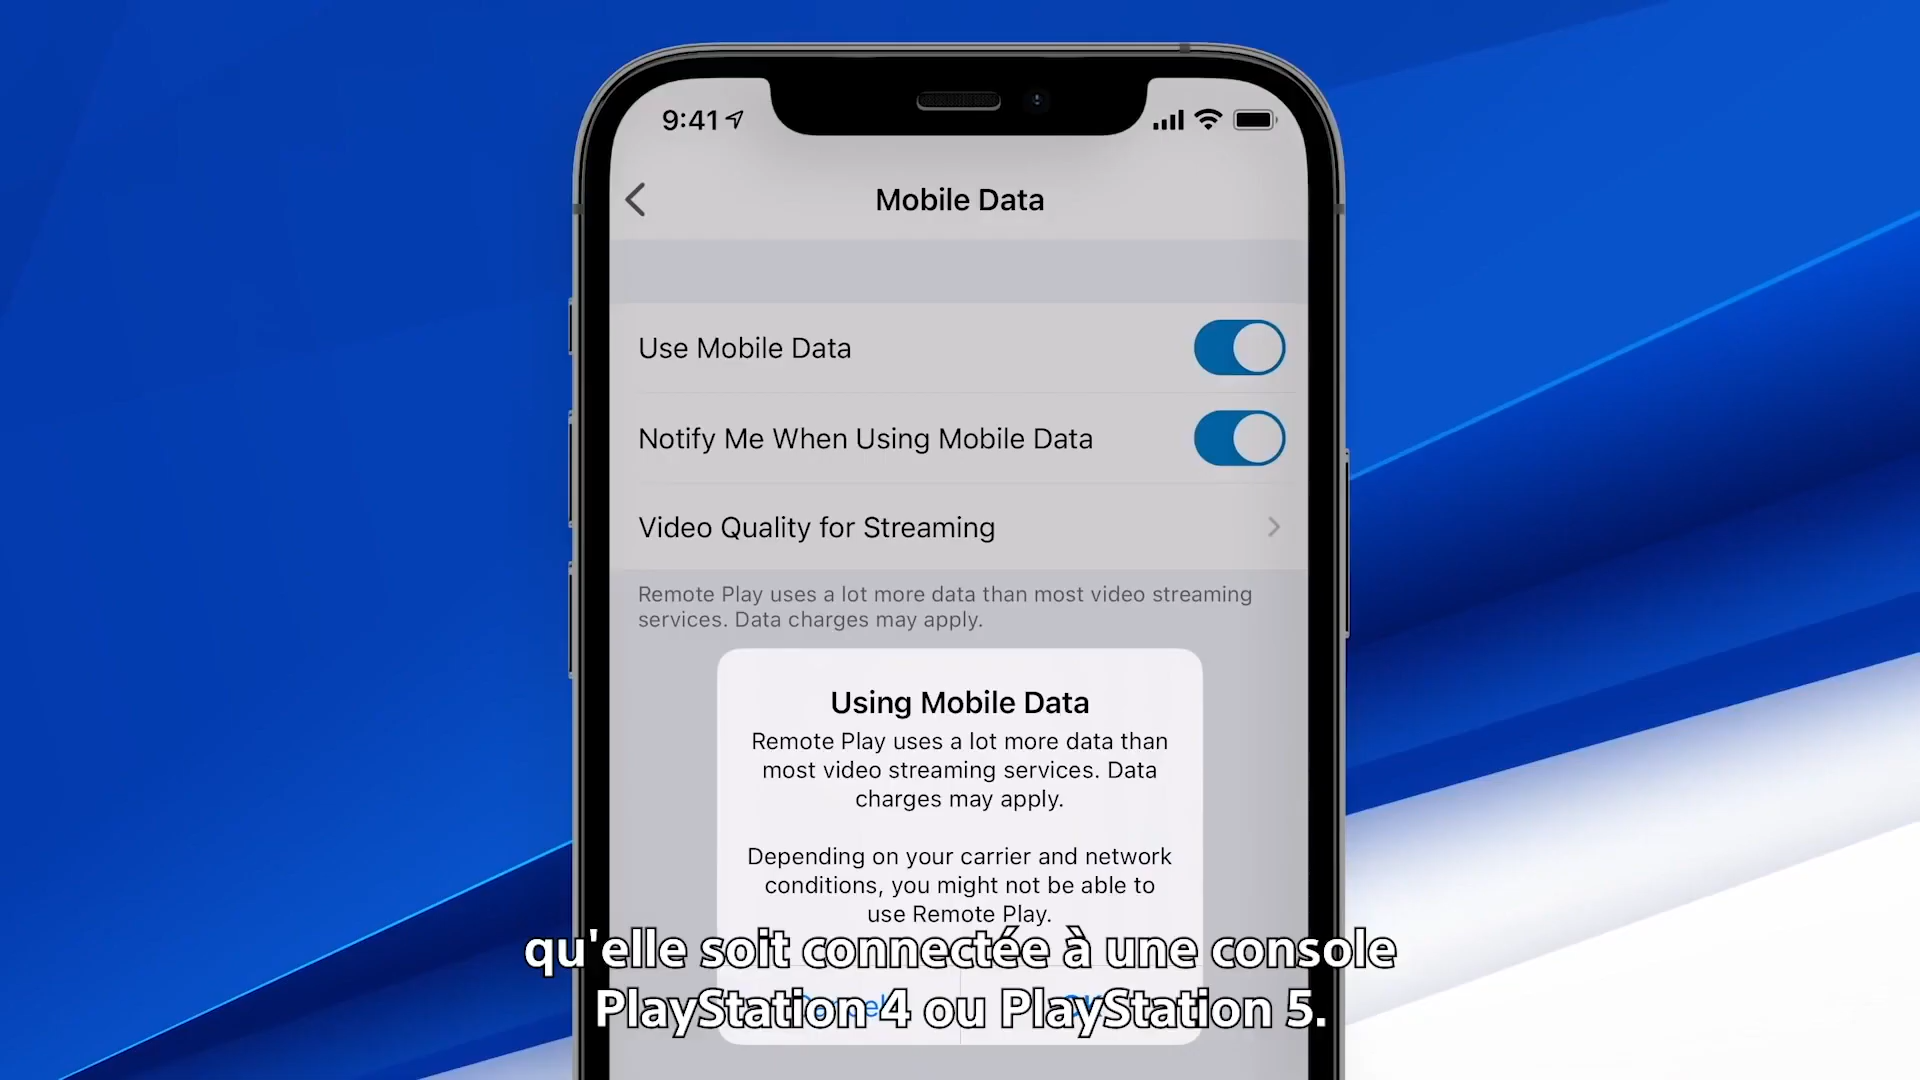 9:41
Mobile Data
Use Mobile Data
Notify Me When Using Mobile Data
Video Quality for Streaming
Remote Play uses a lot more data than most video streaming
services. Data charges may apply.
Using Mobile Data
Remote Play uses a lot more data than
most video streaming services. Data
charges may apply.
Depending on your carrier and network
conditions, you might not be able to
use Remote Play.
qu'elle soit connectée à une console
PlayStation 4 ou PlayStation 5.